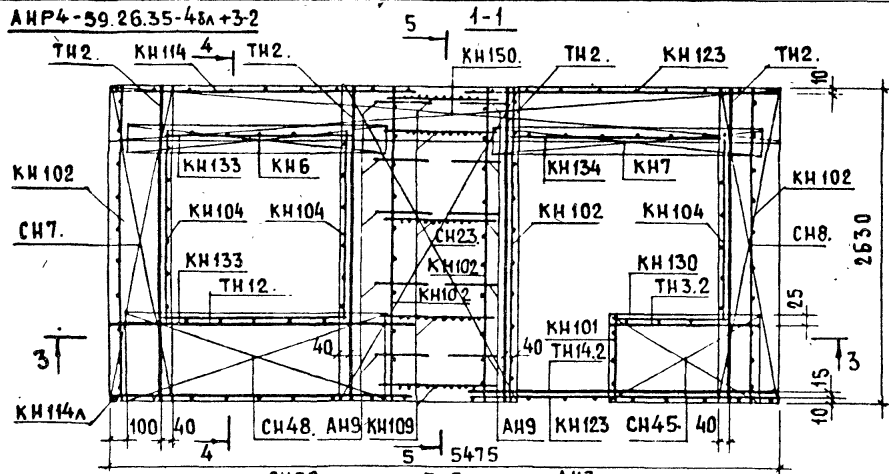 АНР4-59.26.35-4бл+3-2
5
1-1
4
ТН2.
КН114
ТН2.
КН150.
ТН2.
КН123
ТН2.
10
КН133
КН6
КН134
КН7
КН102
КН102
КН104
КН104
КН102
КН104
СН7.
СН23.
СН8.
2630
КН133
КН102
КН130
ТН12.
КН102
ТН3.2
25
КН101
3
40
40
ТН14.2
3
15
КН114л
100
40
СН48.
АН9
КН109
АН9
КН123
СН45.
40
10
4
5
5475